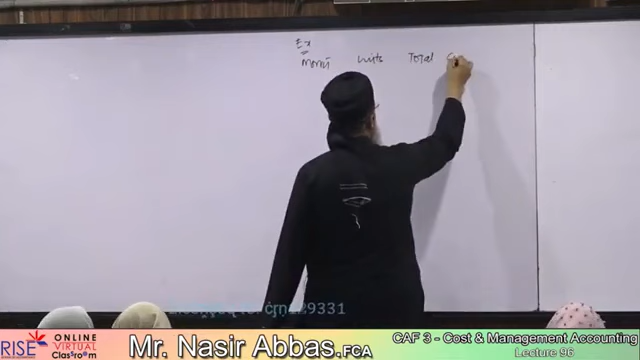 Ex
Month units Total
RISE ONLINE VIRTUAL Classroom
Mr. Nasir Abbas.FCA
CAF 3 - Cost & Management Accounting
Lecture 96